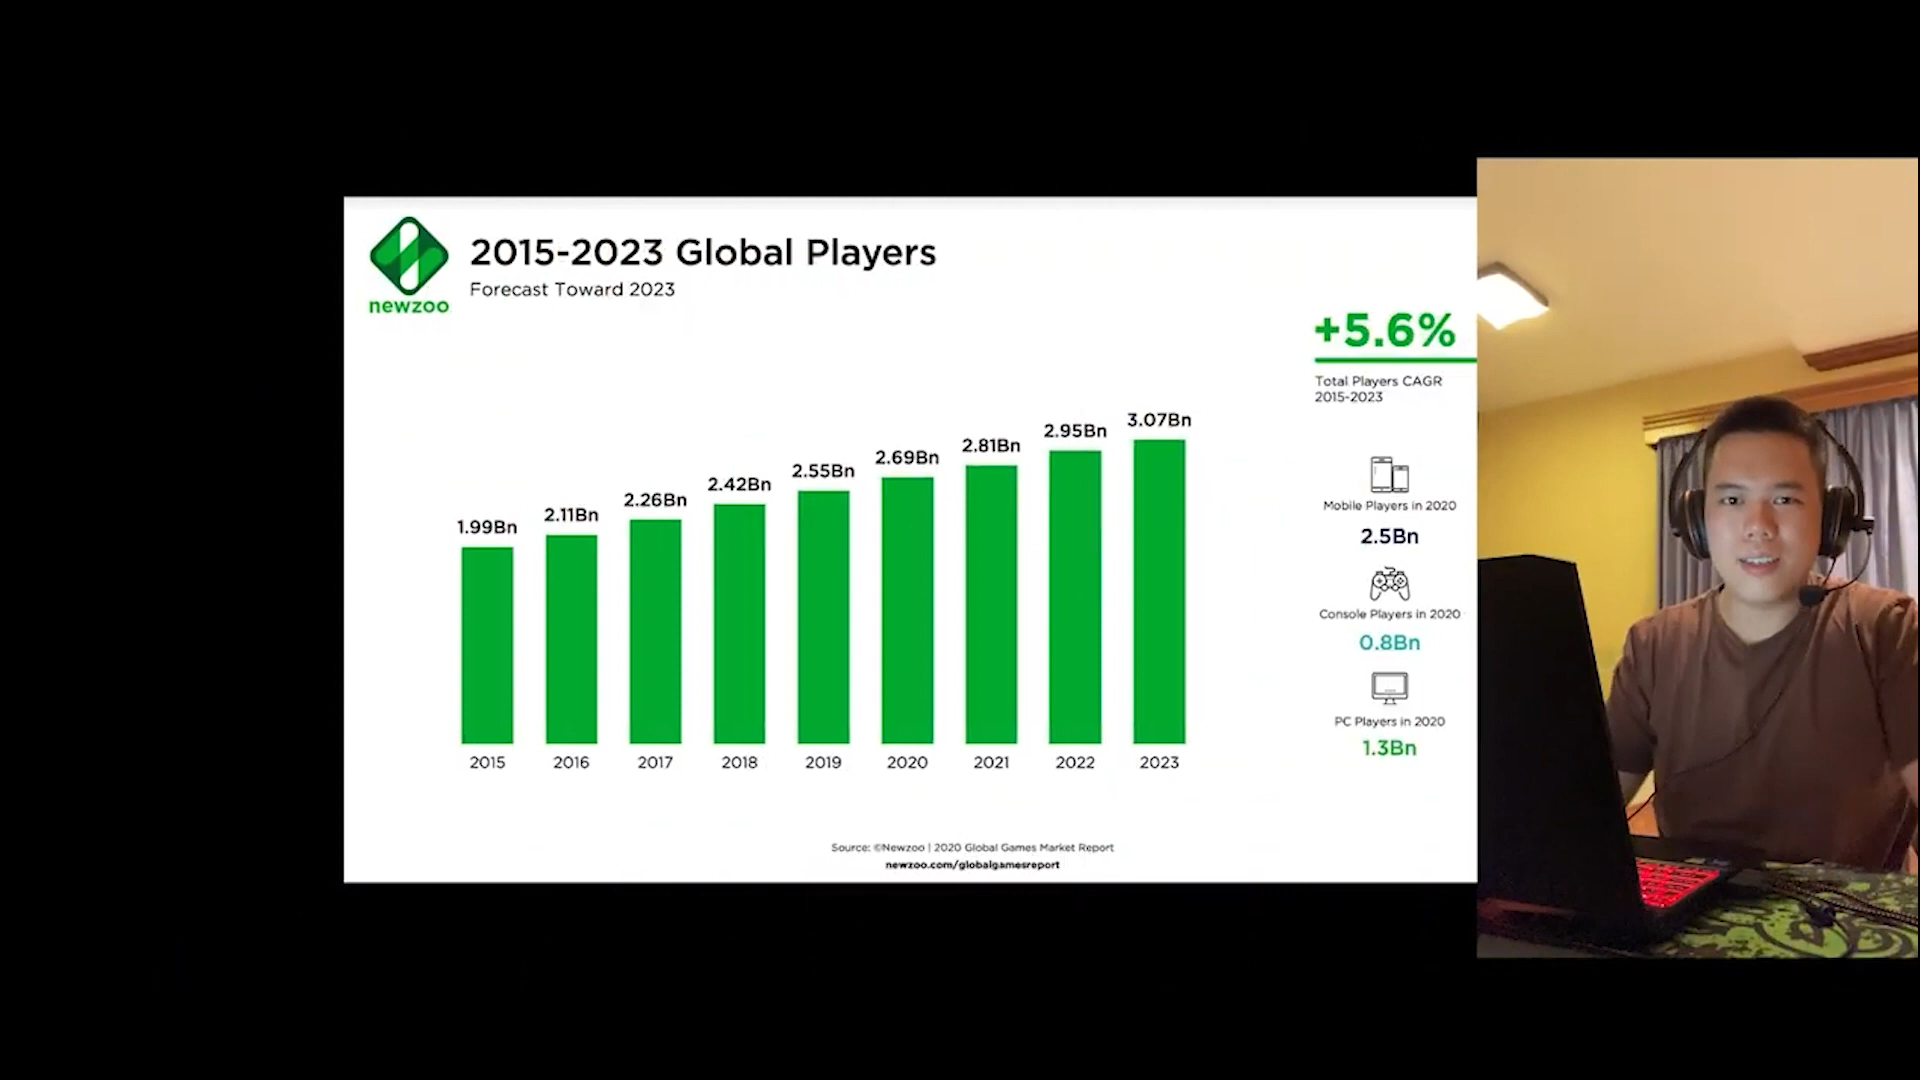 newzoo
2015-2023 Global Players
Forecast Toward 2023
+5.6%
Total Players CAGR
2015-2023
1.99Bn
2.11Bn
2.26Bn
2.42Bn
2.55Bn
2.69Bn
2.81Bn
2.95Bn
3.07Bn
2015
2016
2017
2018
2019
2020
2021
2022
2023
Mobile Players in 2020
2.5Bn
Console Players in 2020
0.8Bn
PC Players in 2020
1.3Bn
Source: ©Newzoo | 2020 Global Games Market Report
newzoo.com/globalgamesreport